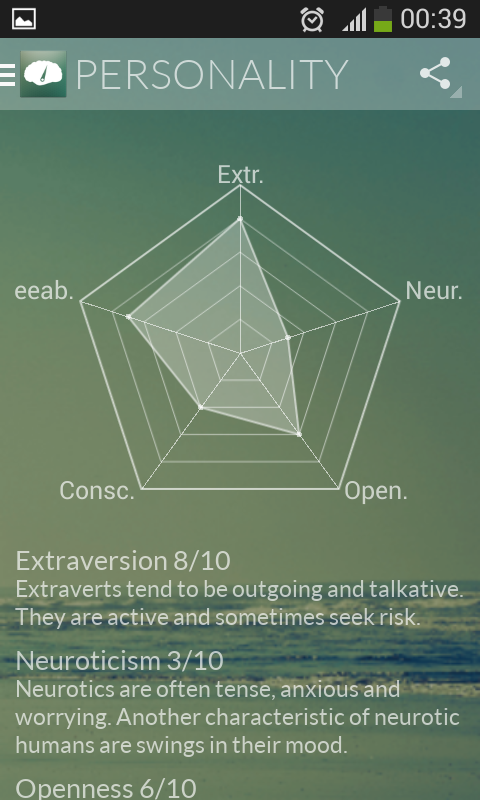 00:39
PERSONALITY
Extr.
eeab.
Neur.
Consc.
Open.
Extraversion 8/10
Extraverts tend to be outgoing and talkative.
They are active and sometimes seek risk.
Neuroticism 3/10
Neurotics are often tense, anxious and
worrying. Another characteristic of neurotic
humans are swings in their mood.
Openness 6/10